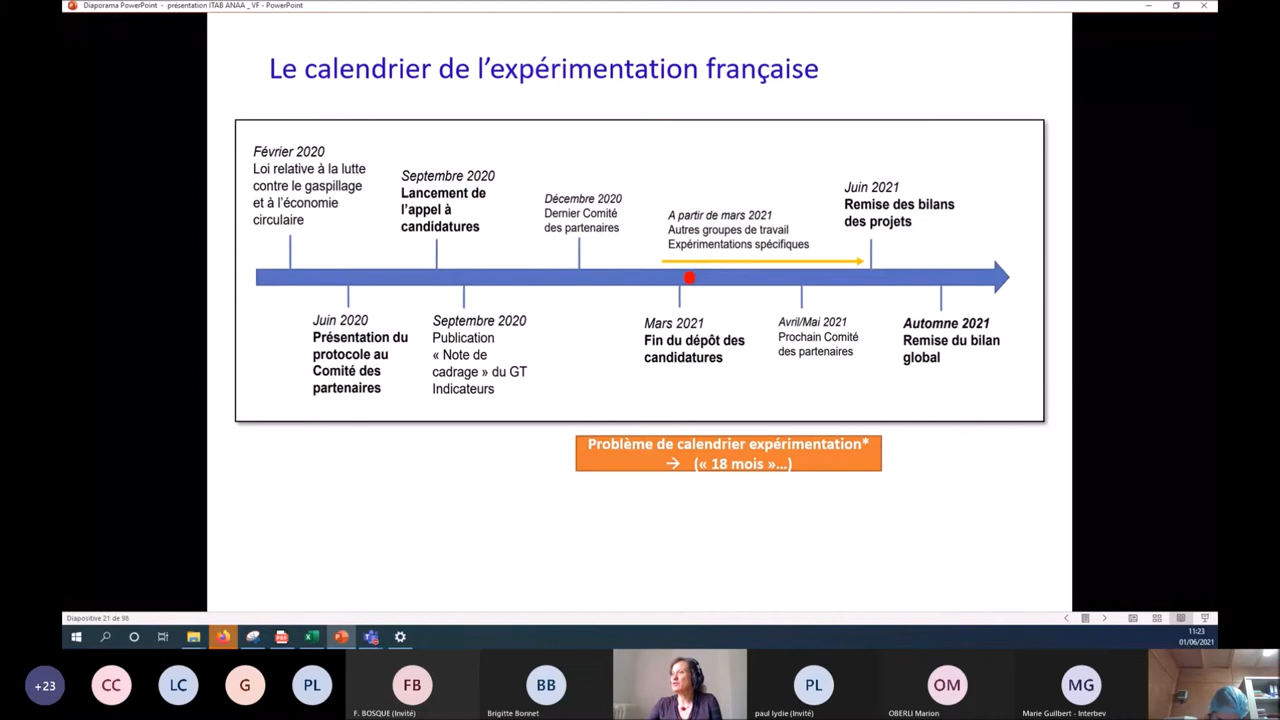 Diaporama PowerPoint - présentation ITAB ANAA _ VF - PowerPoint
Le calendrier de l'expérimentation française
Février 2020
Loi relative à la lutte
contre le gaspillage
et à l'économie
circulaire
Septembre 2020
Lancement de
l'appel à
candidatures
Décembre 2020
Dernier Comité
des partenaires
A partir de mars 2021
Autres groupes de travail
Expérimentations spécifiques
Juin 2021
Remise des bilans
des projets
Juin 2020
Présentation du
protocole au
Comité des
partenaires
Septembre 2020
Publication
« Note de
cadrage » du GT
Indicateurs
Mars 2021
Fin du dépôt des
candidatures
Avril/Mai 2021
Prochain Comité
des partenaires
Automne 2021
Remise du bilan
global
Problème de calendrier expérimentation*
→ (« 18 mois »…)
Diapositive 21 de 98
11:23
01/06/2021
+23
CC
LC
G
PL
FB
F. BOSQUE (Invité)
BB
Brigitte Bonnet
PL
paul lydie (Invité)
OM
OBERLI Marion
MG
Marie Guilbert - Interbev